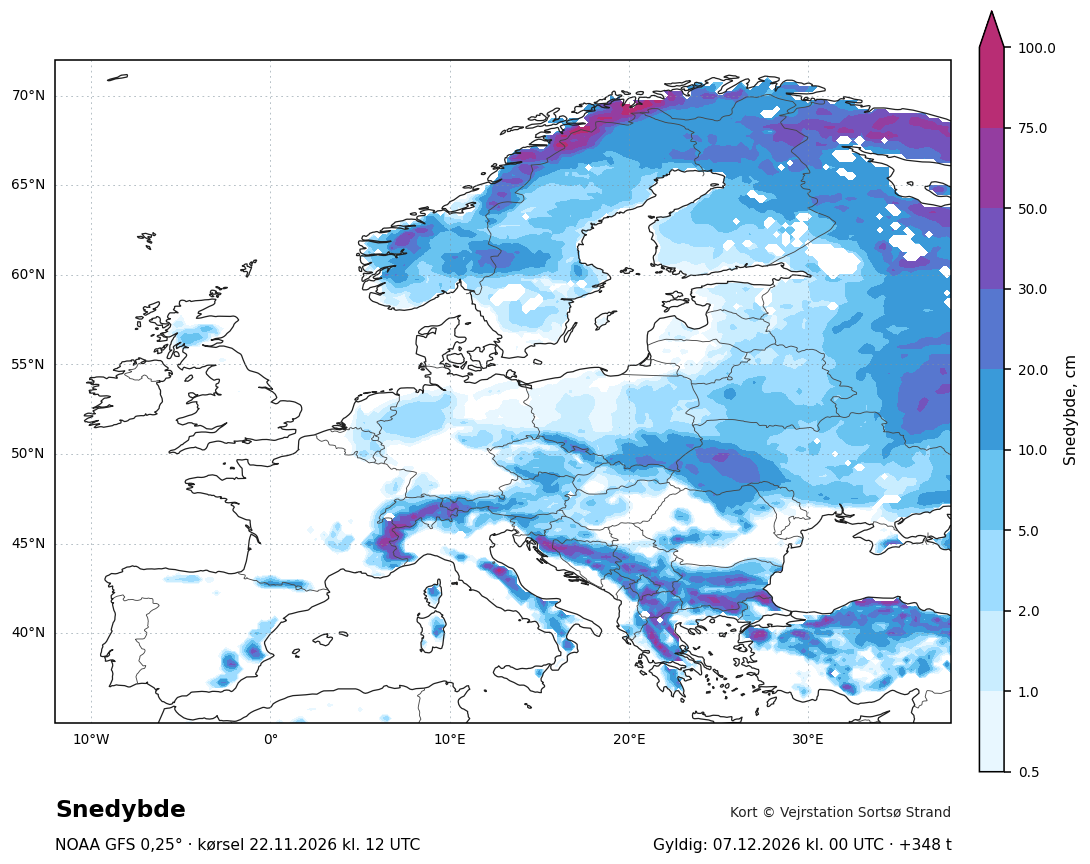 100.0
75.0
50.0
30.0
20.0
10.0
5.0
2.0
1.0
0.5
Snedybde, cm
70°N
65°N
60°N
55°N
50°N
45°N
40°N
10°W
0°
10°E
20°E
30°E
Snedybde
Kort © Vejrstation Sortsø Strand
NOAA GFS 0,25° · kørsel 22.11.2026 kl. 12 UTC
Gyldig: 07.12.2026 kl. 00 UTC · +348 t